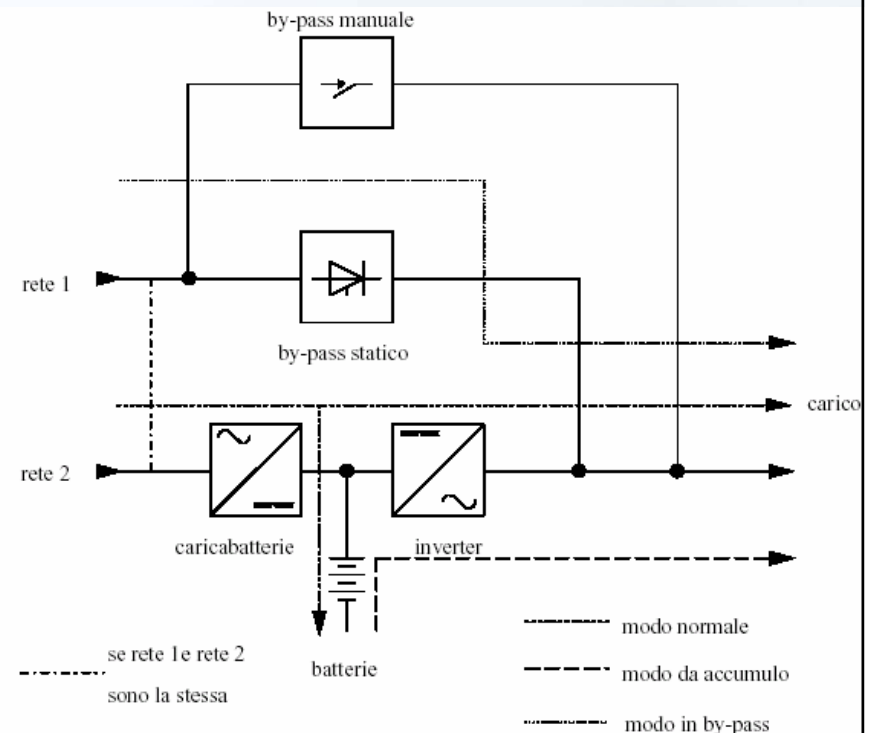 by-pass manuale
rete 1
by-pass statico
carico
rete 2
caricabatterie
inverter
batterie
se rete 1e rete 2
sono la stessa
modo normale
modo da accumulo
modo in by-pass